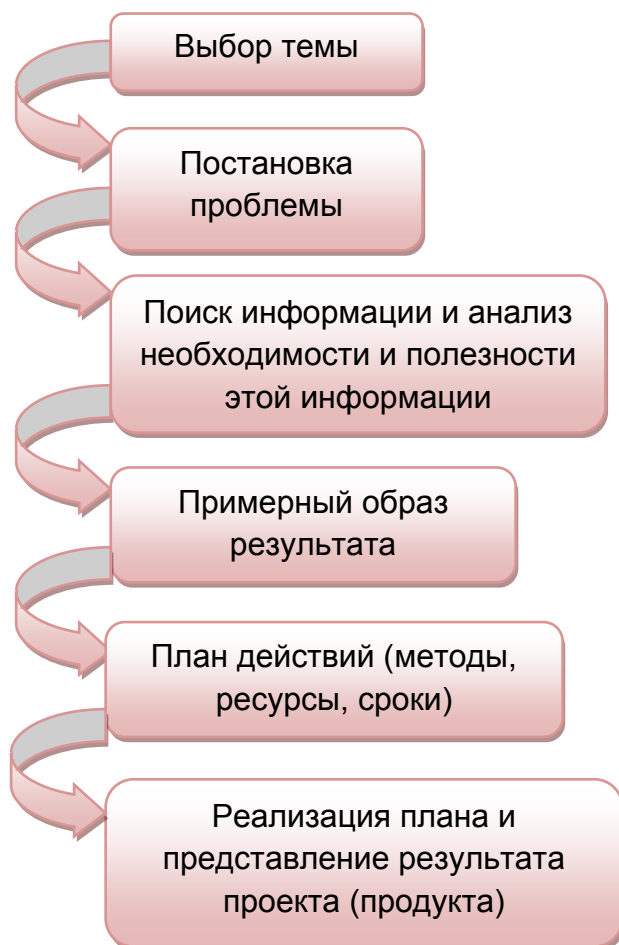 Выбор темы
Постановка
проблемы
Поиск информации и анализ
необходимости и полезности
этой информации
Примерный образ
результата
План действий (методы,
ресурсы, сроки)
Реализация плана и
представление результата
проекта (продукта)